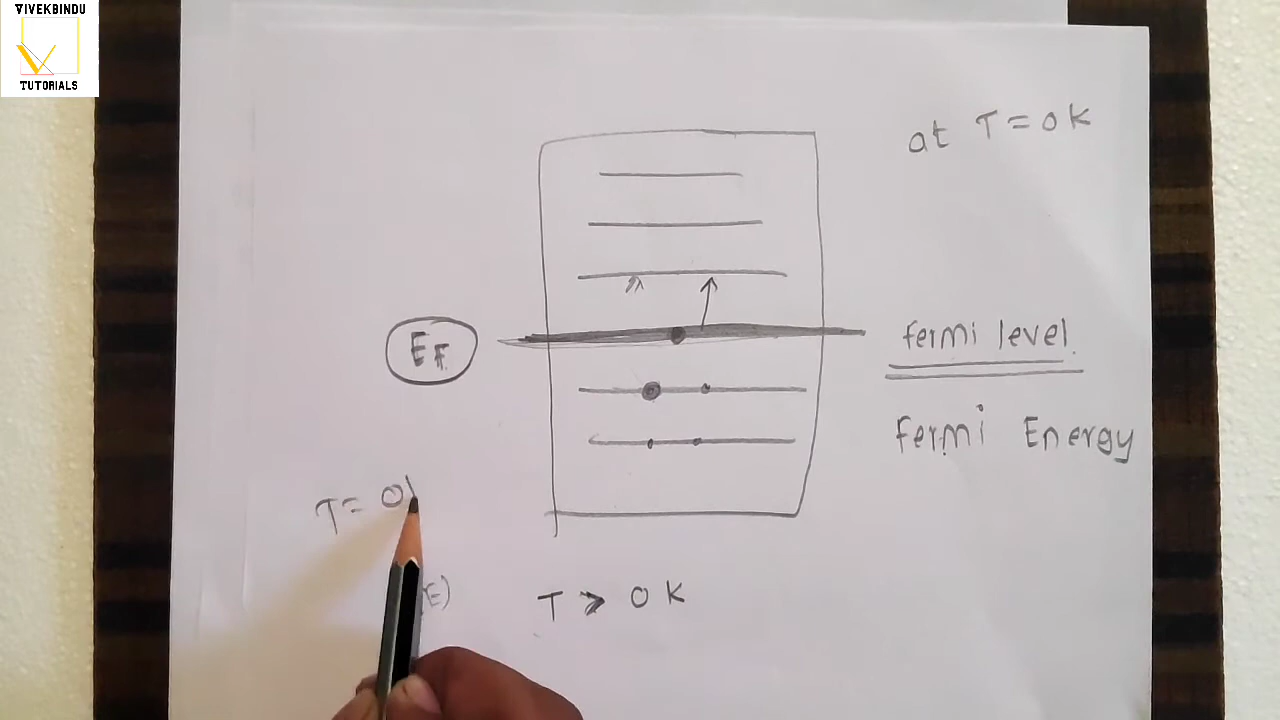 VIVEKBINDU
TUTORIALS
at T = 0 K
EF
fermi level
fermi Energy
T = 0
E)
T > 0 K